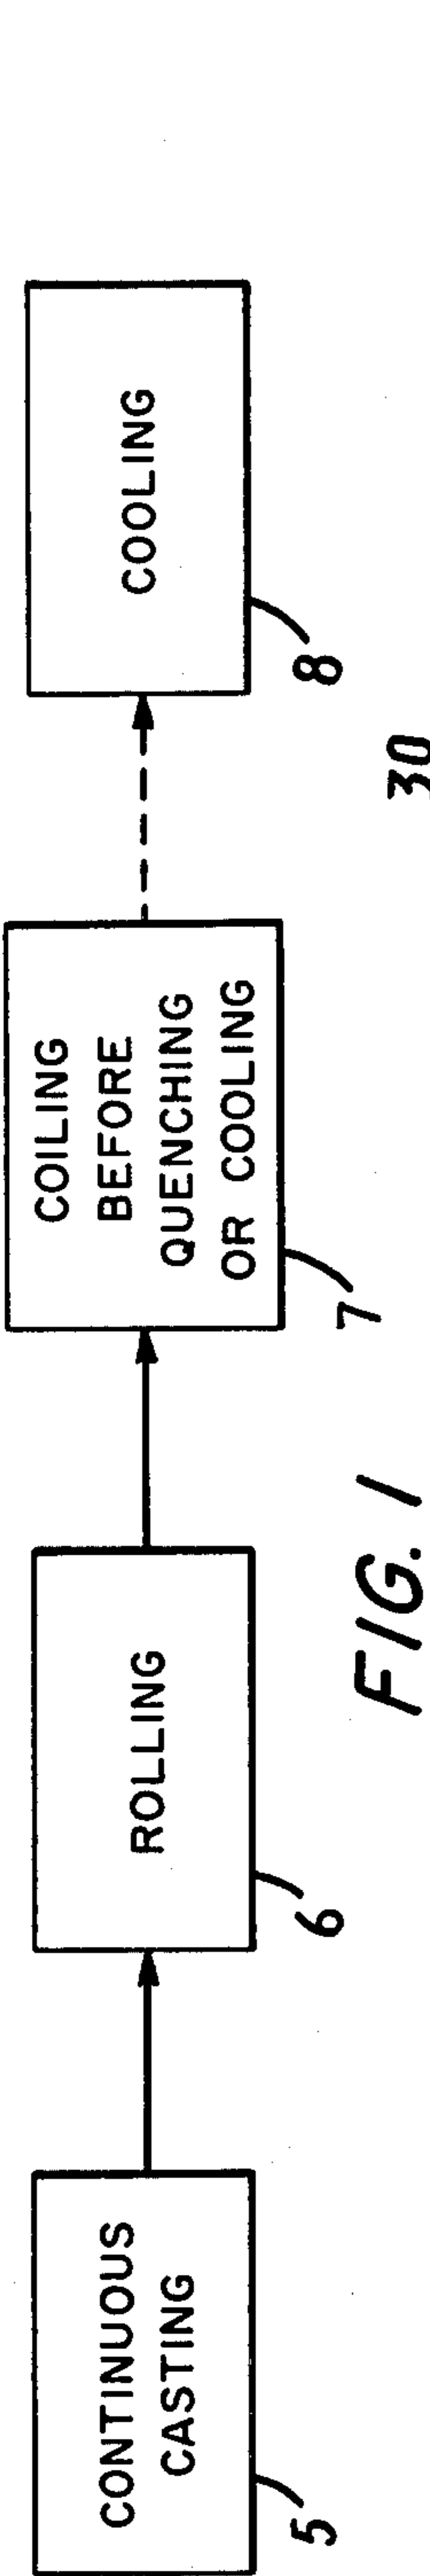 CONTINUOUS
CASTING
5
ROLLING
6
COILING
BEFORE
QUENCHING
OR COOLING
7
COOLING
8
FIG. 1
30